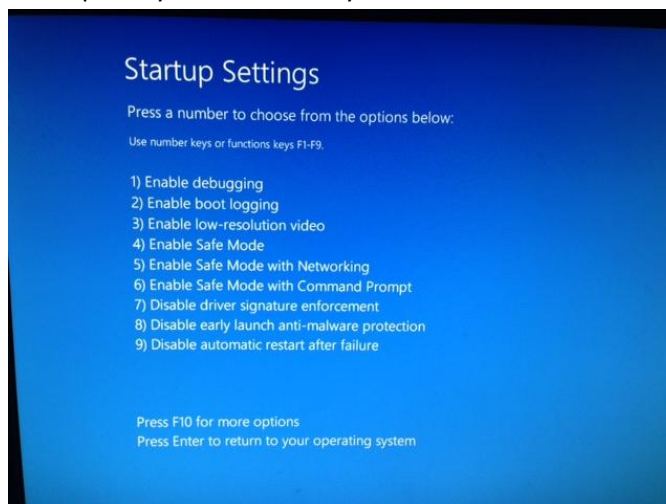 Startup Settings
Press a number to choose from the options below:
Use number keys or functions keys F1-F9.
1) Enable debugging
2) Enable boot logging
3) Enable low-resolution video
4) Enable Safe Mode
5) Enable Safe Mode with Networking
6) Enable Safe Mode with Command Prompt
7) Disable driver signature enforcement
8) Disable early launch anti-malware protection
9) Disable automatic restart after failure
Press F10 for more options
Press Enter to return to your operating system